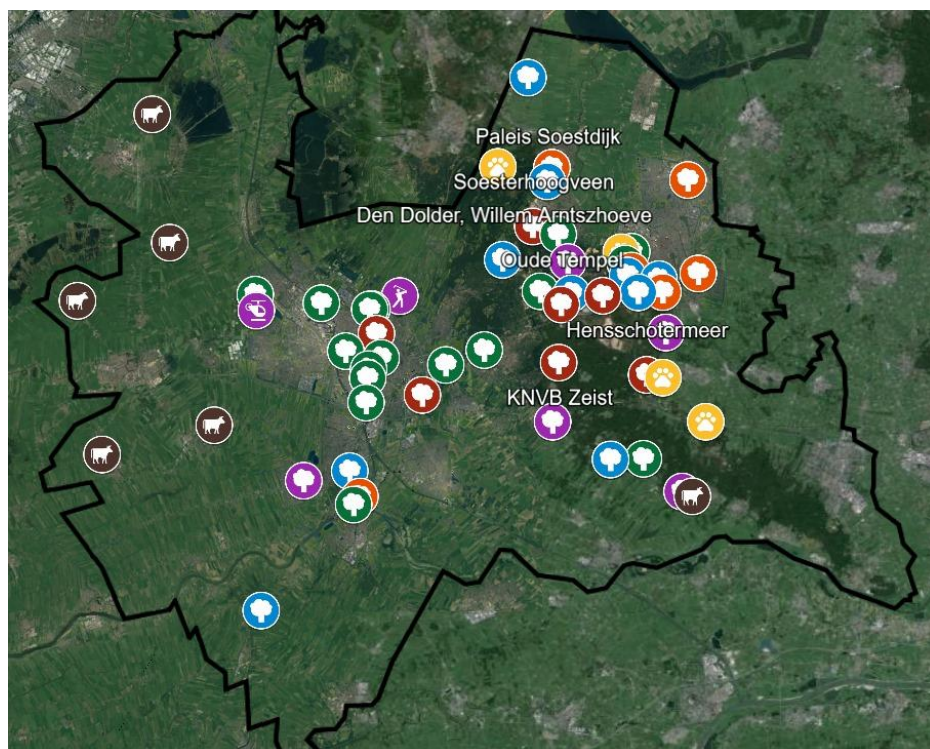 Paleis Soestdijk
Soesterhoogveen
Den Dolder, Willem Arntszhoeve
Oude Tempel
Hensschotermeer
KNVB Zeist